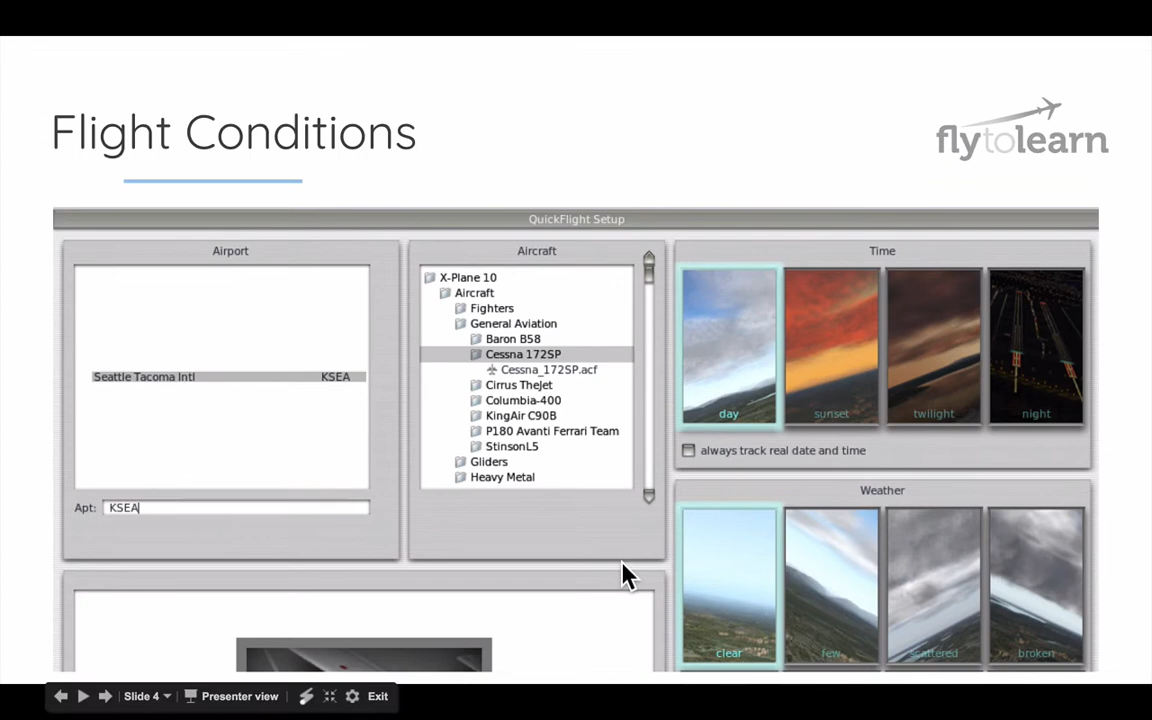 Flight Conditions
flytolearn
QuickFlight Setup
Airport
Seattle Tacoma Intl KSEA
Apt: KSEA
Aircraft
X-Plane 10
Aircraft
Fighters
General Aviation
Baron B58
Cessna 172SP
Cessna_172SP.acf
Cirrus TheJet
Columbia-400
KingAir C90B
P180 Avanti Ferrari Team
StinsonL5
Gliders
Heavy Metal
Time
day sunset twilight night
always track real date and time
Weather
clear few scattered broken
Slide 4 Presenter view Exit